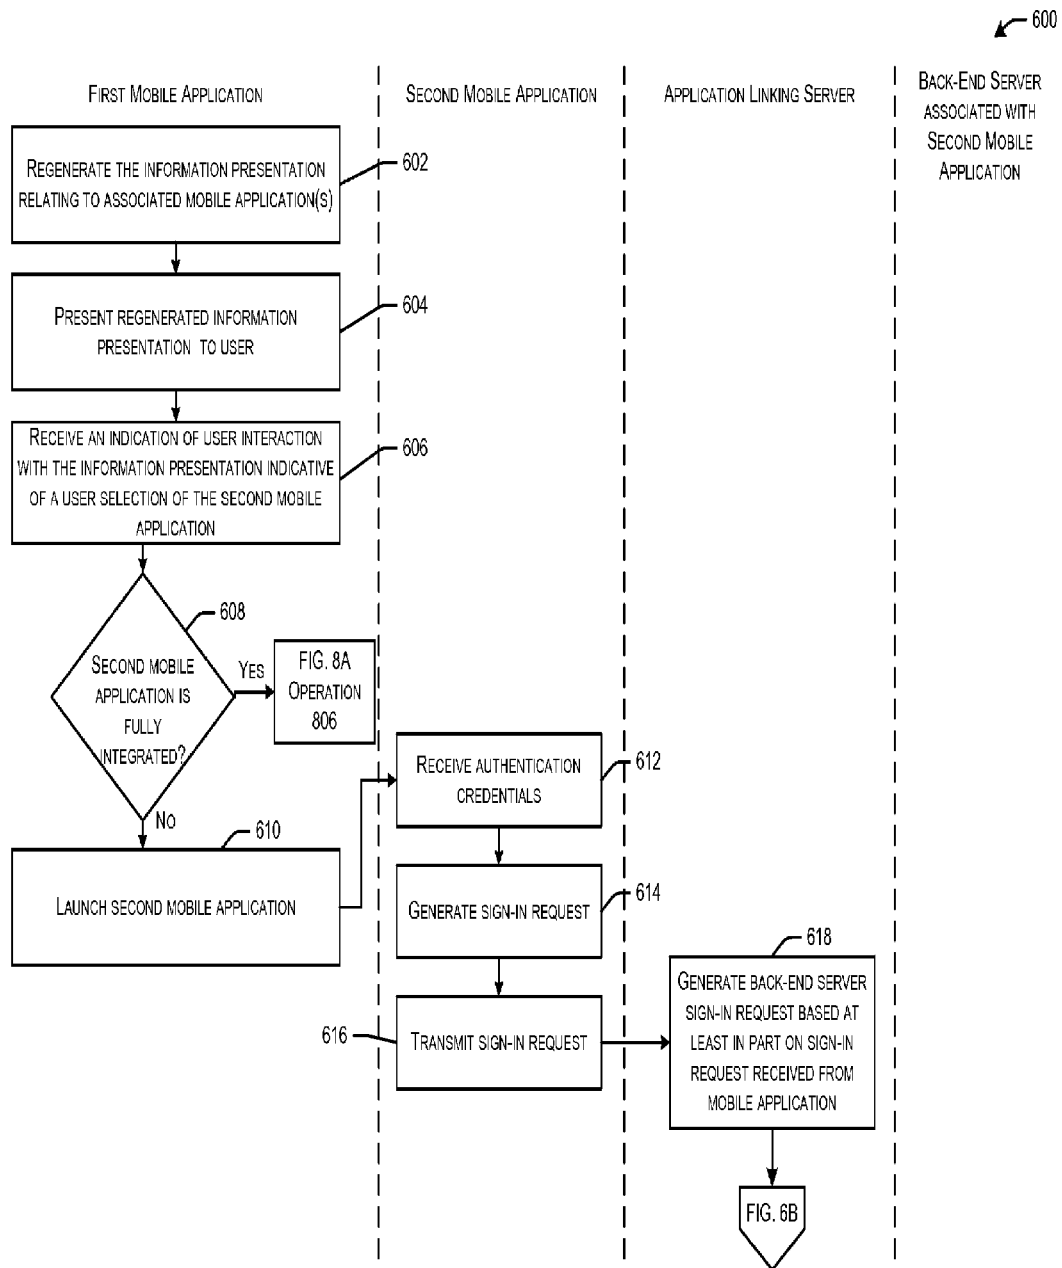 600
First Mobile Application
Second Mobile Application
Application Linking Server
Back-End Server
associated with
Second Mobile
Application
Regenerate the information presentation
relating to associated mobile application(s)
602
Present regenerated information
presentation to user
604
Receive an indication of user interaction
with the information presentation indicative
of a user selection of the second mobile
application
606
608
Second mobile
application is
fully
integrated?
Yes
FIG. 8A
Operation
806
No
610
Launch second mobile application
Receive authentication
credentials
612
Generate sign-in request
614
616
Transmit sign-in request
618
Generate back-end server
sign-in request based at
least in part on sign-in
request received from
mobile application
FIG. 6B